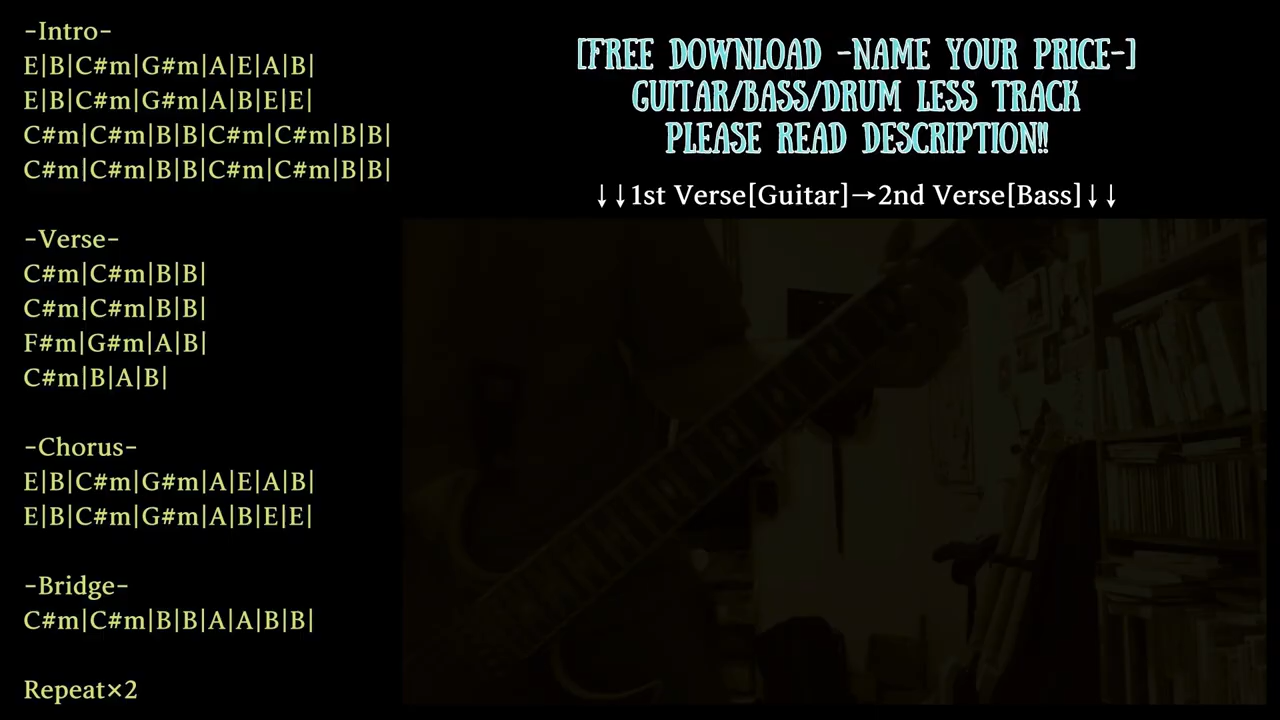 -Intro-
E|B|C#m|G#m|A|E|A|B|
E|B|C#m|G#m|A|B|E|E|
C#m|C#m|B|B|C#m|C#m|B|B|
C#m|C#m|B|B|C#m|C#m|B|B|
-Verse-
C#m|C#m|B|B|
C#m|C#m|B|B|
F#m|G#m|A|B|
C#m|B|A|B|
-Chorus-
E|B|C#m|G#m|A|E|A|B|
E|B|C#m|G#m|A|B|E|E|
-Bridge-
C#m|C#m|B|B|A|A|B|B|
Repeat×2
[FREE DOWNLOAD -NAME YOUR PRICE-]
GUITAR/BASS/DRUM LESS TRACK
PLEASE READ DESCRIPTION!!
↓↓1st Verse[Guitar]→2nd Verse[Bass]↓↓